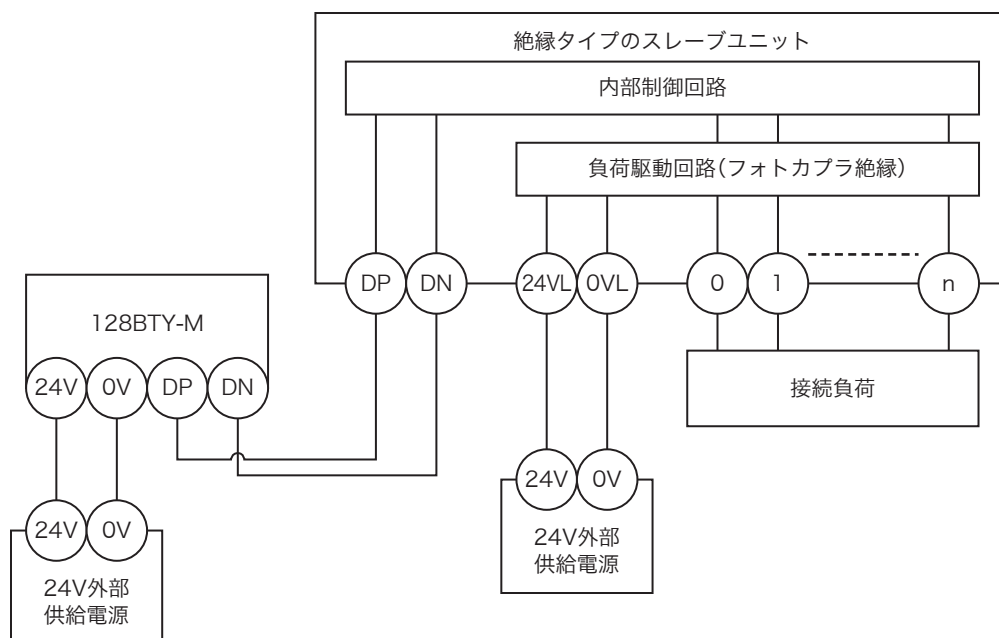 絶縁タイプのスレーブユニット
内部制御回路
負荷駆動回路（フォトカプラ絶縁）
DP DN 24VL 0VL 0 1 n
128BTY-M
24V 0V DP DN
接続負荷
24V 0V
24V外部
供給電源
24V 0V
24V外部
供給電源